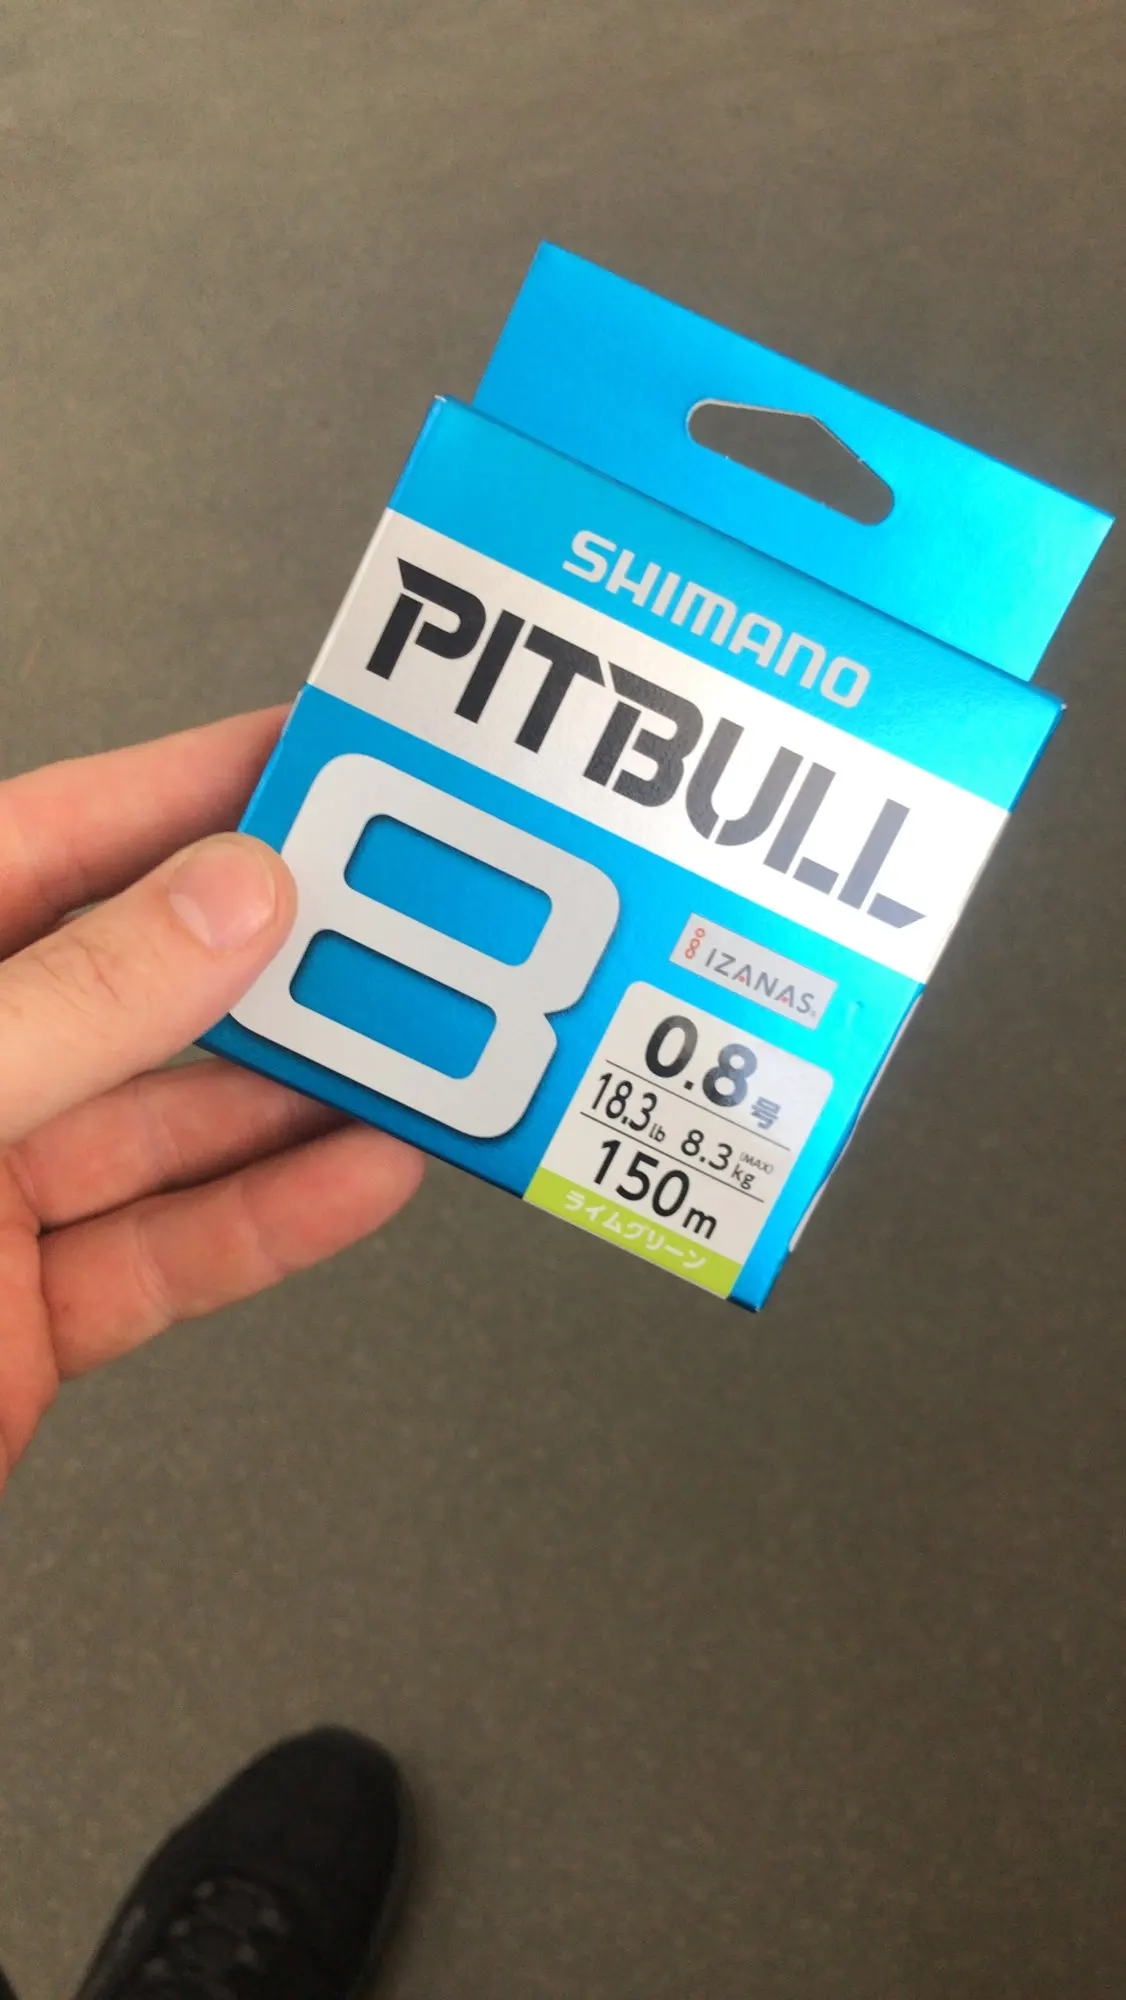 SHIMANO
PITBULL
8
IZANAS
0.8号
18.3lb 8.3kg (MAX)
150m
ライムグリーン